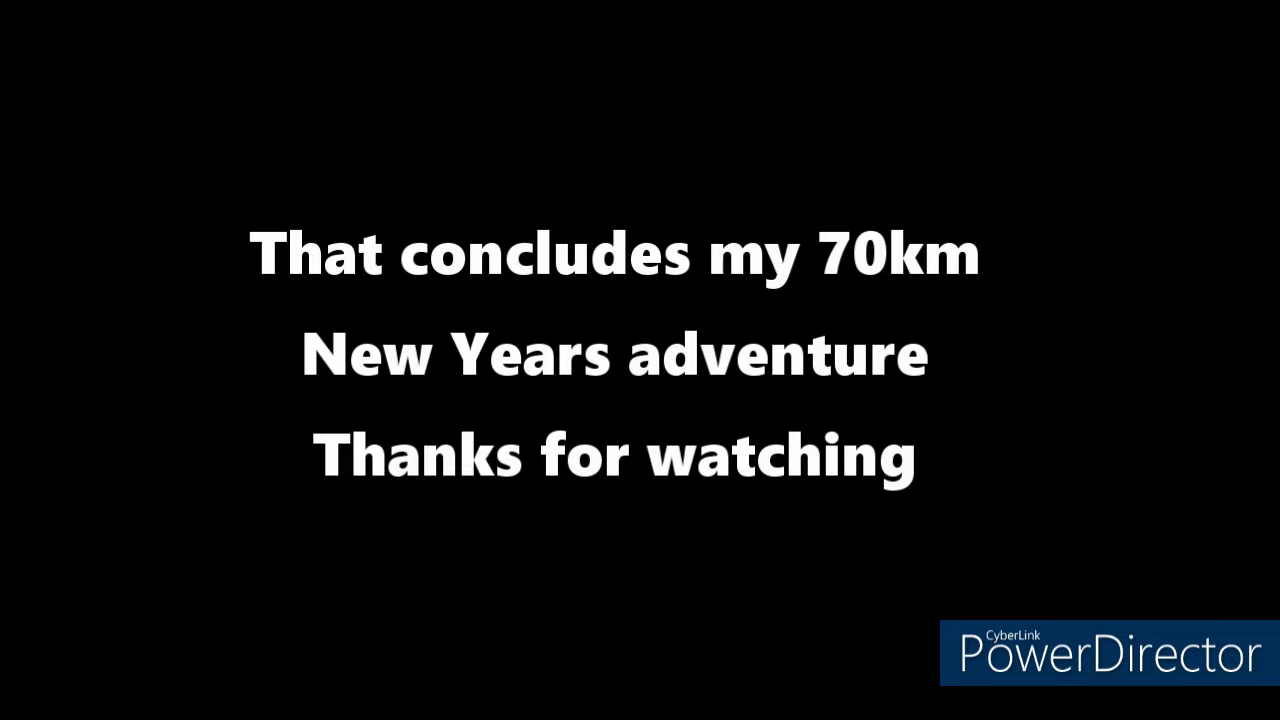 That concludes my 70km
New Years adventure
Thanks for watching
CyberLink
PowerDirector